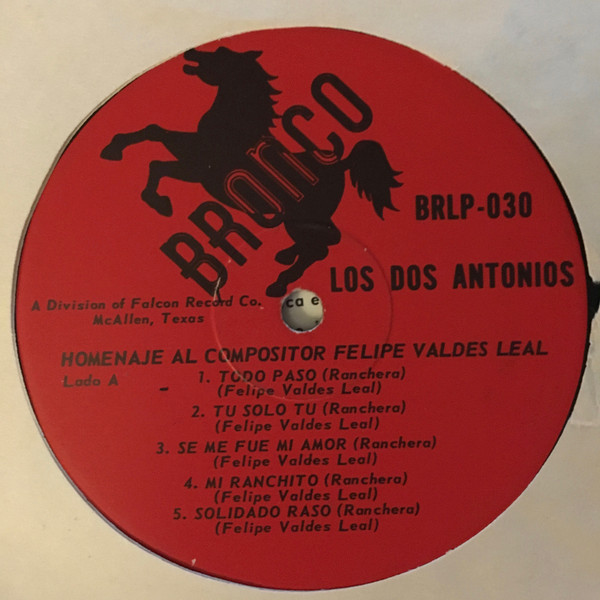 BRONCO
BRLP-030
LOS DOS ANTONIOS
A Division of Falcon Record Co.
McAllen, Texas
ca e
HOMENAJE AL COMPOSITOR FELIPE VALDES LEAL
Lado A
1. TODO PASO (Ranchera)
(Felipe Valdes Leal)
2. TU SOLO TU (Ranchera)
(Felipe Valdes Leal)
3. SE ME FUE MI AMOR (Ranchera)
(Felipe Valdes Leal)
4. MI RANCHITO (Ranchera)
(Felipe Valdes Leal)
5. SOLIDADO RASO (Ranchera)
(Felipe Valdes Leal)